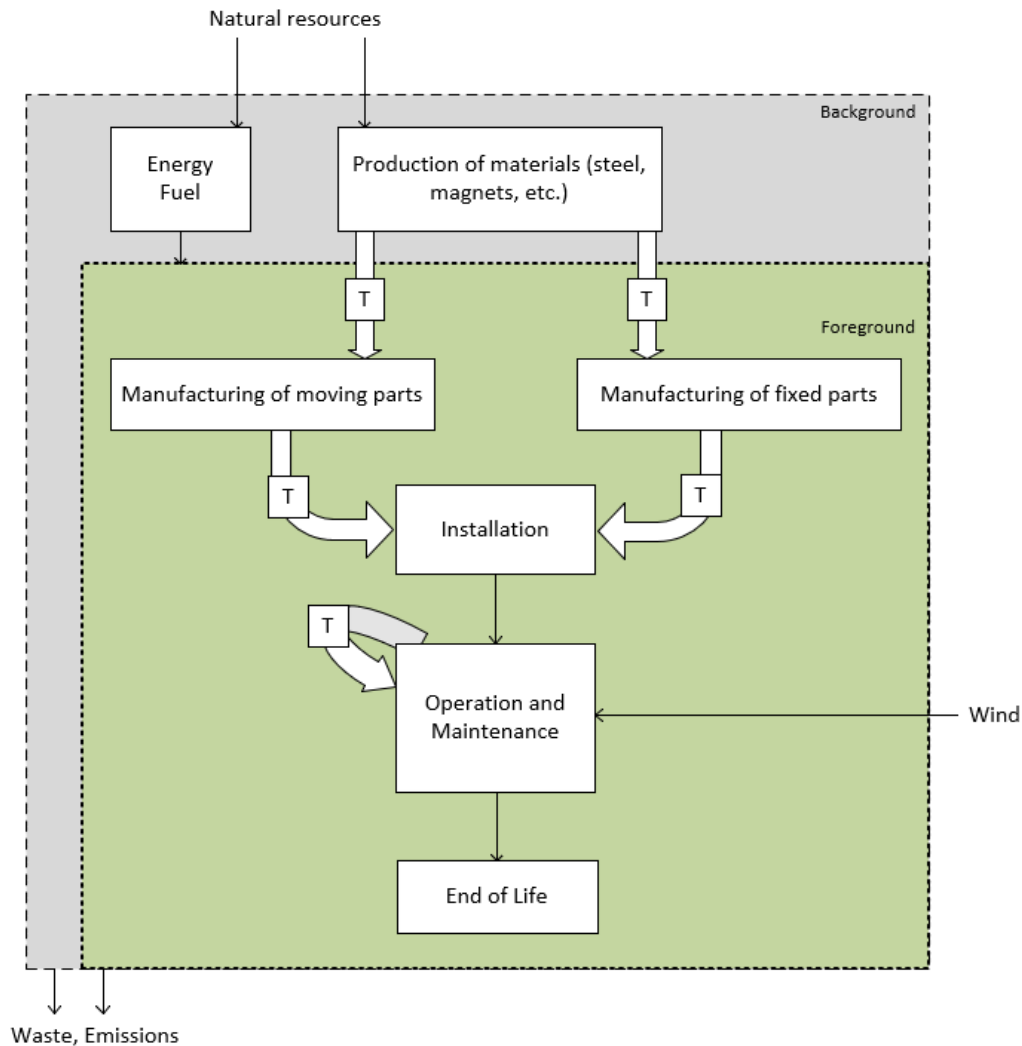 Natural resources
Background
Energy
Fuel
Production of materials (steel,
magnets, etc.)
T
T
Foreground
Manufacturing of moving parts
Manufacturing of fixed parts
T
T
Installation
T
Operation and
Maintenance
Wind
End of Life
Waste, Emissions